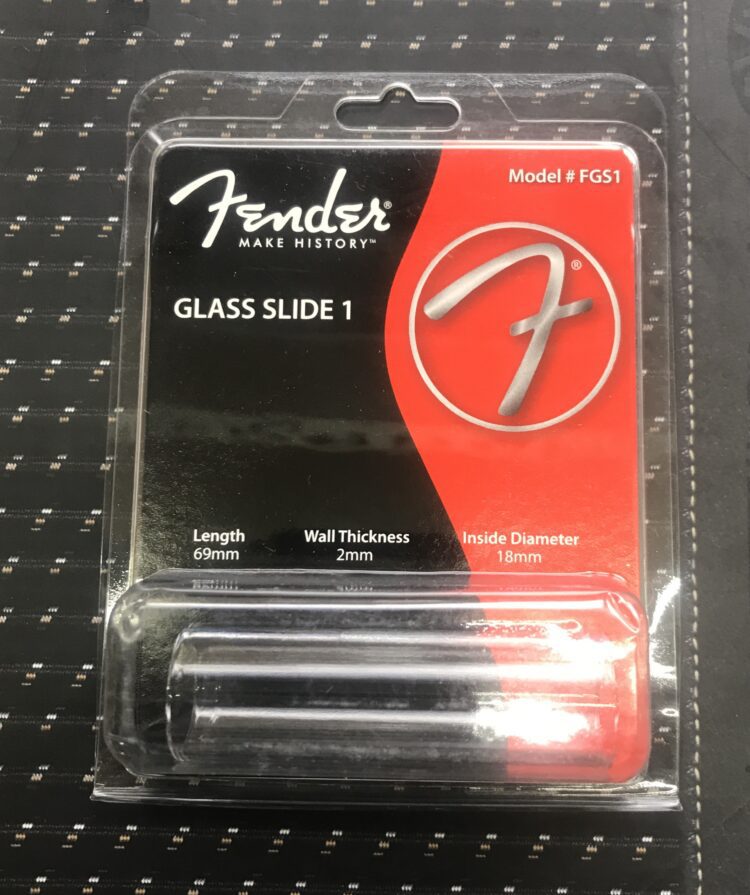 Model # FGS1
Fender®
MAKE HISTORY™
F®
GLASS SLIDE 1
Length
69mm
Wall Thickness
2mm
Inside Diameter
18mm